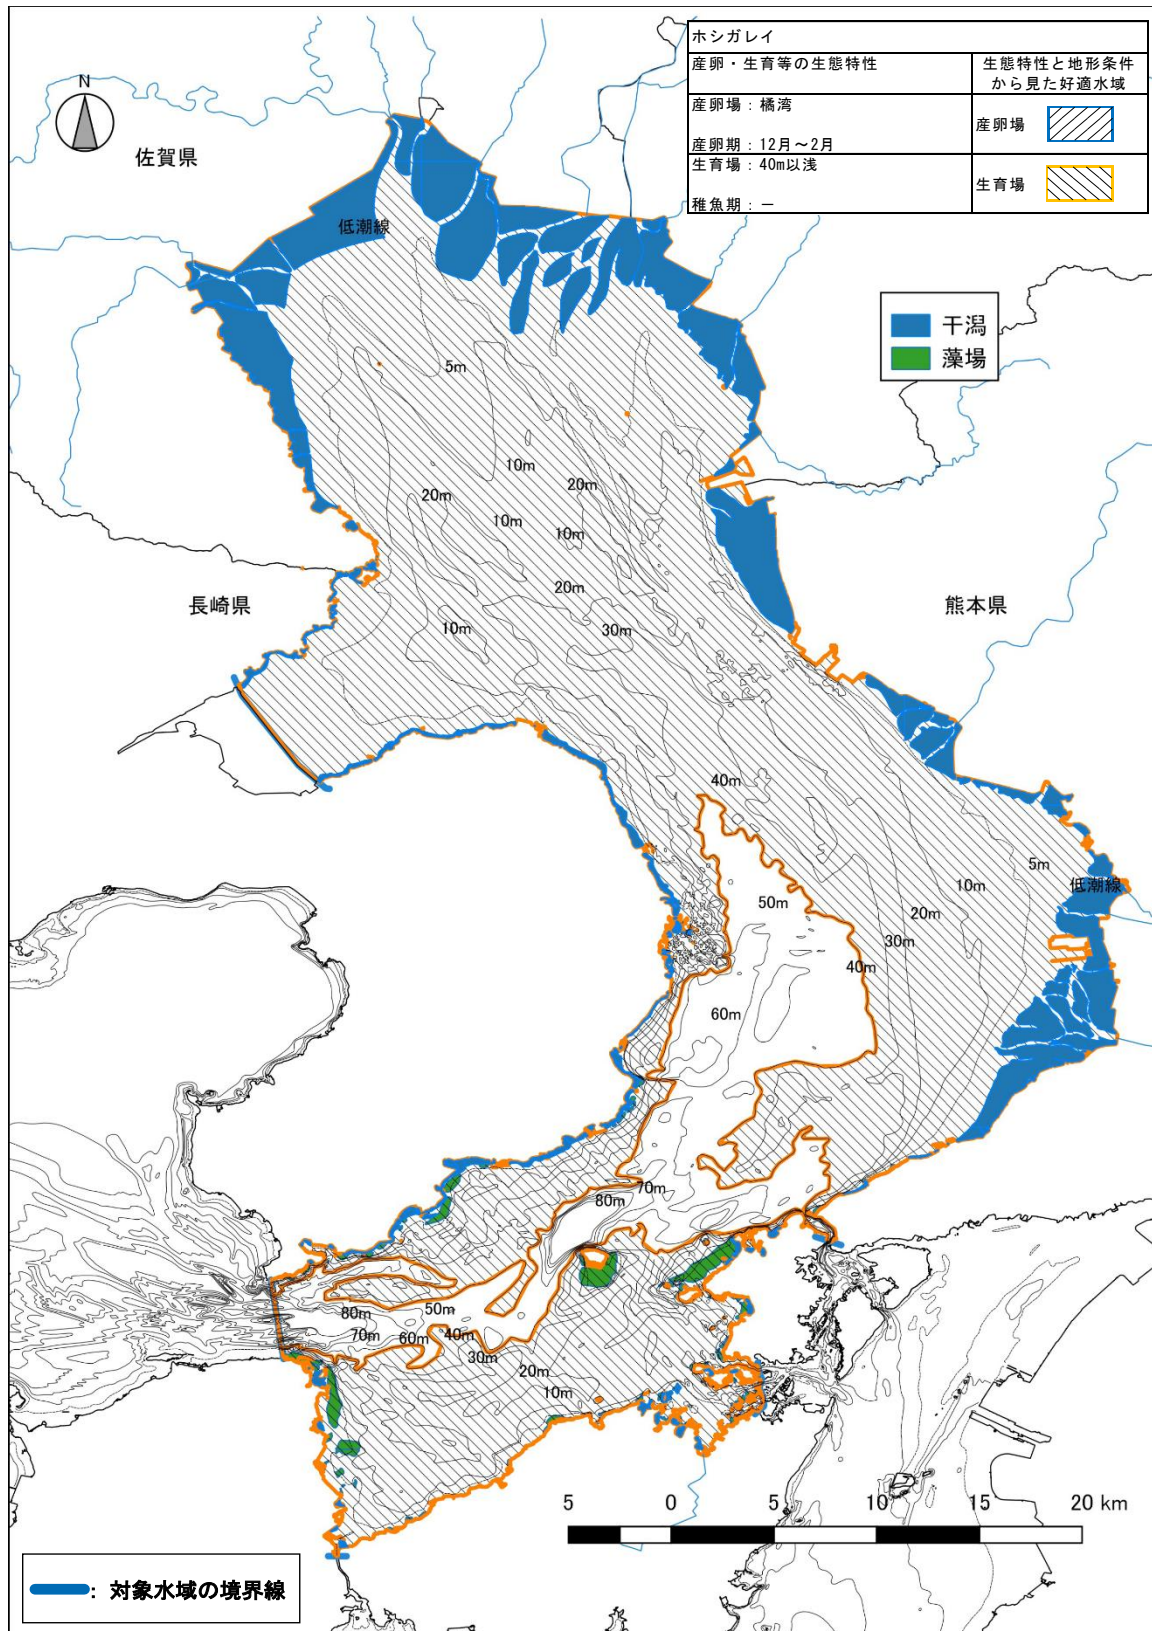 ホシガレイ
産卵・生育等の生態特性
生態特性と地形条件
から見た好適水域
産卵場：橘湾
産卵期：12月～2月
産卵場
生育場：40m以浅
稚魚期：－
生育場
N
佐賀県
低潮線
干潟
藻場
5m
10m
20m
20m
10m
10m
20m
長崎県
熊本県
10m
30m
40m
5m
50m
10m
低潮線
20m
30m
40m
60m
70m
80m
80m
50m
70m
60m
40m
30m
20m
10m
5 0 5 10 15 20 km
: 対象水域の境界線